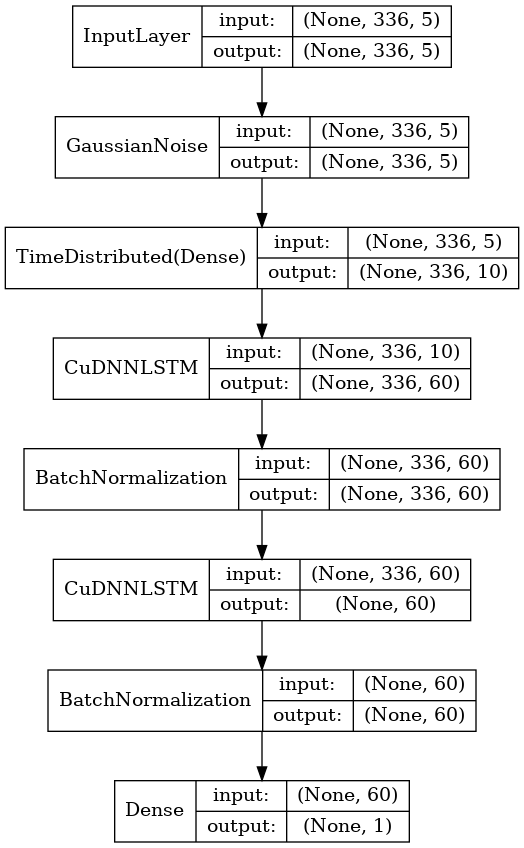 InputLayer input: (None, 336, 5)
output: (None, 336, 5)
GaussianNoise input: (None, 336, 5)
output: (None, 336, 5)
TimeDistributed(Dense) input: (None, 336, 5)
output: (None, 336, 10)
CuDNNLSTM input: (None, 336, 10)
output: (None, 336, 60)
BatchNormalization input: (None, 336, 60)
output: (None, 336, 60)
CuDNNLSTM input: (None, 336, 60)
output: (None, 60)
BatchNormalization input: (None, 60)
output: (None, 60)
Dense input: (None, 60)
output: (None, 1)